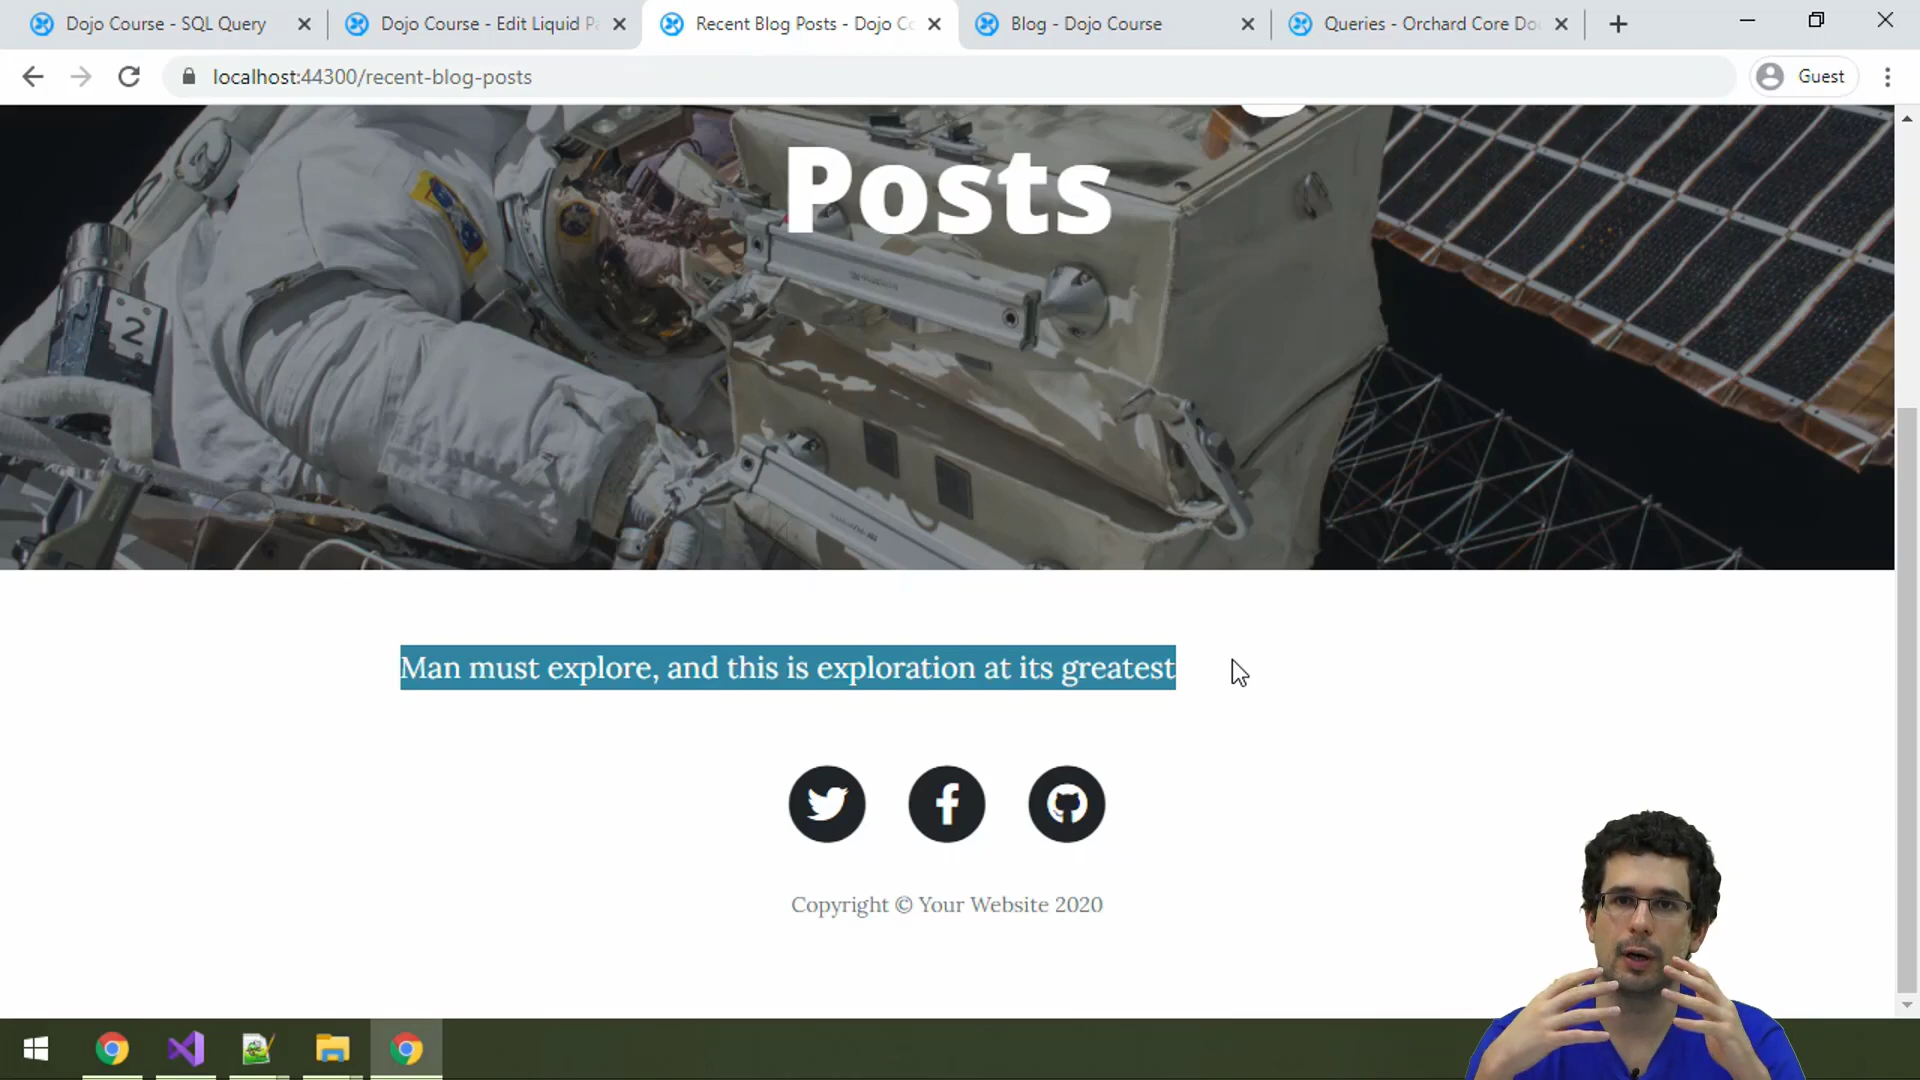 Dojo Course - SQL Query
Dojo Course - Edit Liquid Pa
Recent Blog Posts - Dojo Co
Blog - Dojo Course
Queries - Orchard Core Do
localhost:44300/recent-blog-posts
Guest
Posts
2
Man must explore, and this is exploration at its greatest
Copyright © Your Website 2020